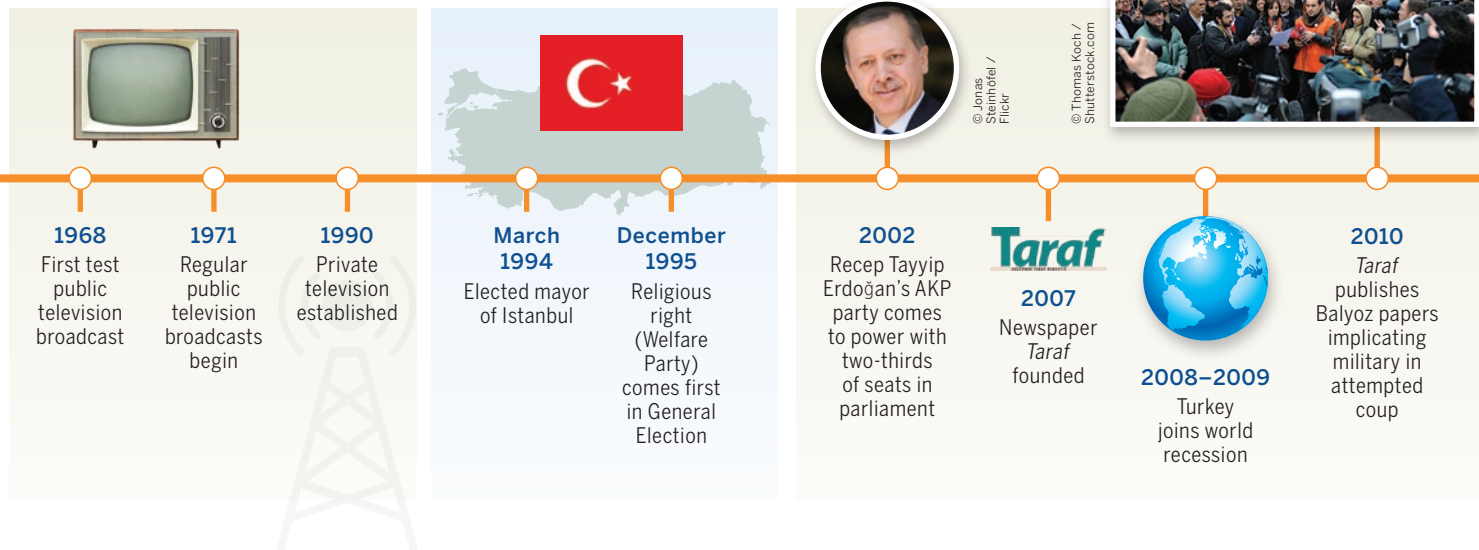 © Jonas
Steinhöfel /
Flickr
© Thomas Koch /
Shutterstock.com
1968
First test
public
television
broadcast
1971
Regular
public
television
broadcasts
begin
1990
Private
television
established
March
1994
Elected mayor
of Istanbul
December
1995
Religious
right
(Welfare
Party)
comes first
in General
Election
2002
Recep Tayyip
Erdoğan’s AKP
party comes
to power with
two-thirds
of seats in
parliament
Taraf
2007
Newspaper
Taraf
founded
2008–2009
Turkey
joins world
recession
2010
Taraf
publishes
Balyoz papers
implicating
military in
attempted
coup